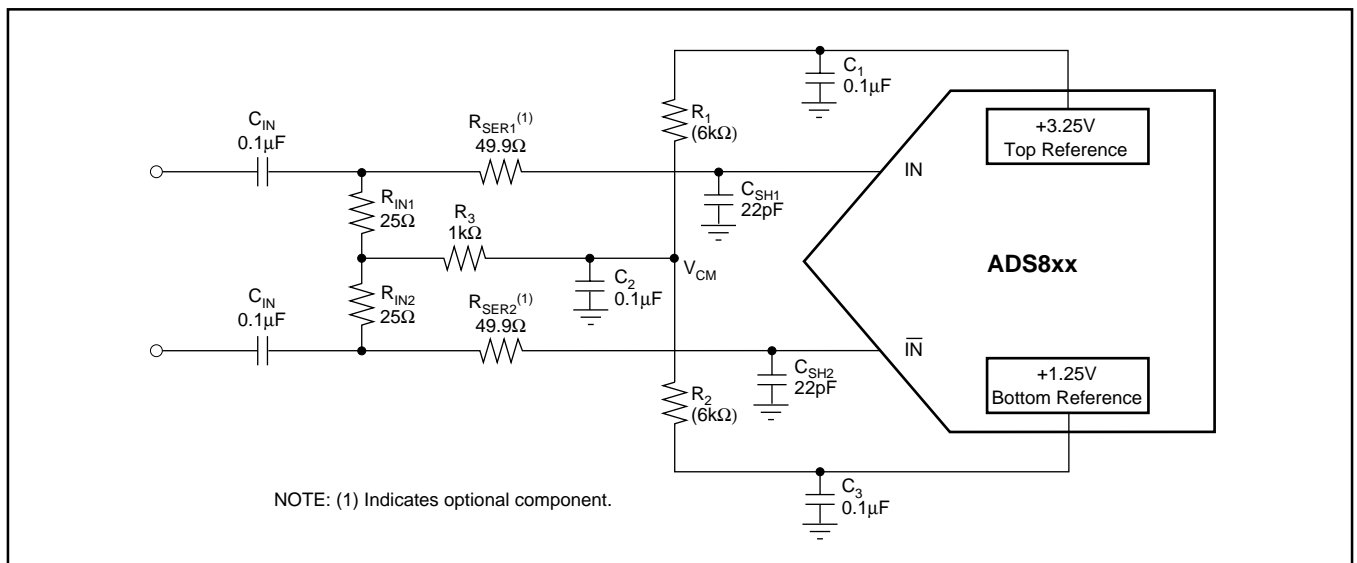 C1
0.1µF
CIN
0.1µF
RSER1(1)
49.9Ω
R1
(6kΩ)
+3.25V
Top Reference
IN
RIN1
25Ω
R3
1kΩ
CSH1
22pF
VCM
ADS8xx
C2
0.1µF
CIN
0.1µF
RIN2
25Ω
RSER2(1)
49.9Ω
I̅N̅
CSH2
22pF
R2
(6kΩ)
+1.25V
Bottom Reference
C3
0.1µF
NOTE: (1) Indicates optional component.